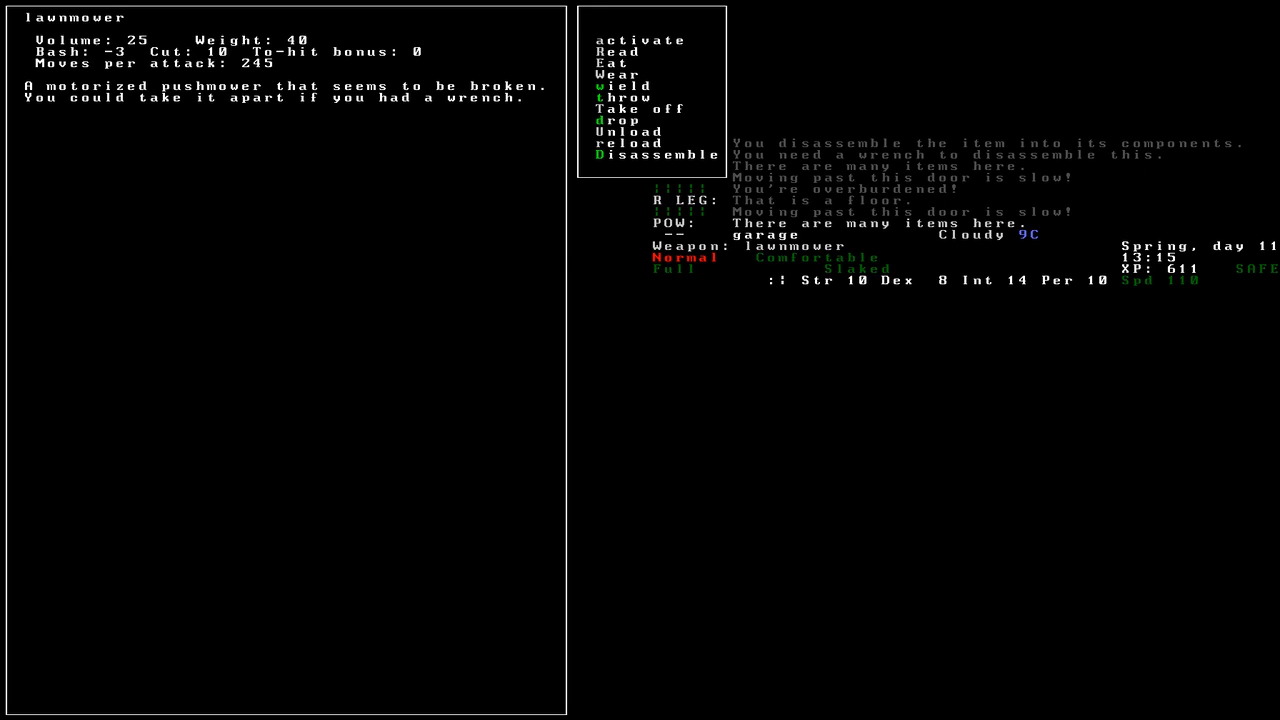 lawnmower
Volume: 25    Weight: 40
Bash: -3  Cut: 10  To-hit bonus: 0
Moves per attack: 245
A motorized pushmower that seems to be broken.
You could take it apart if you had a wrench.
activate
Read
Eat
Wear
wield
throw
Take off
drop
Unload
reload
Disassemble
You disassemble the item into its components.
You need a wrench to disassemble this.
There are many items here.
Moving past this door is slow!
¦¦¦¦¦ You're overburdened!
R LEG: That is a floor.
¦¦¦¦¦ Moving past this door is slow!
POW: There are many items here.
-- garage Cloudy 9C
Weapon: lawnmower Spring, day 11
Normal Comfortable 13:15
Full Slaked XP: 611 SAFE
:¦ Str 10 Dex  8 Int 14 Per 10 Spd 110